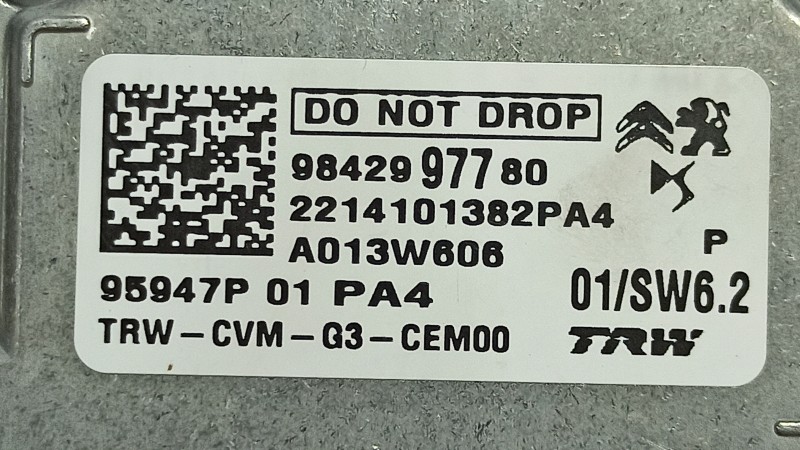 DO NOT DROP
98429 977 80
2214101382PA4
A013W606
P
95947P 01 PA4
01/SW6.2
TRW-CVM-G3-CEM00
TRW